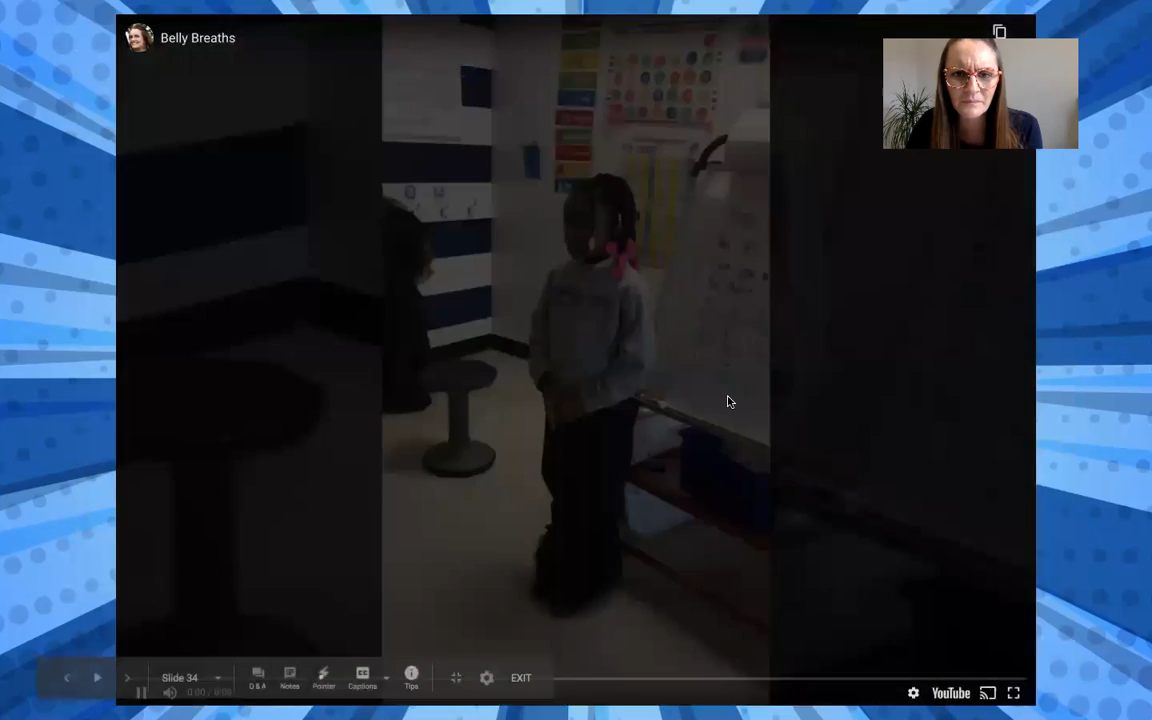 Belly Breaths
Slide 34
Q & A
Notes
Pointer
Captions
Tips
EXIT
YouTube